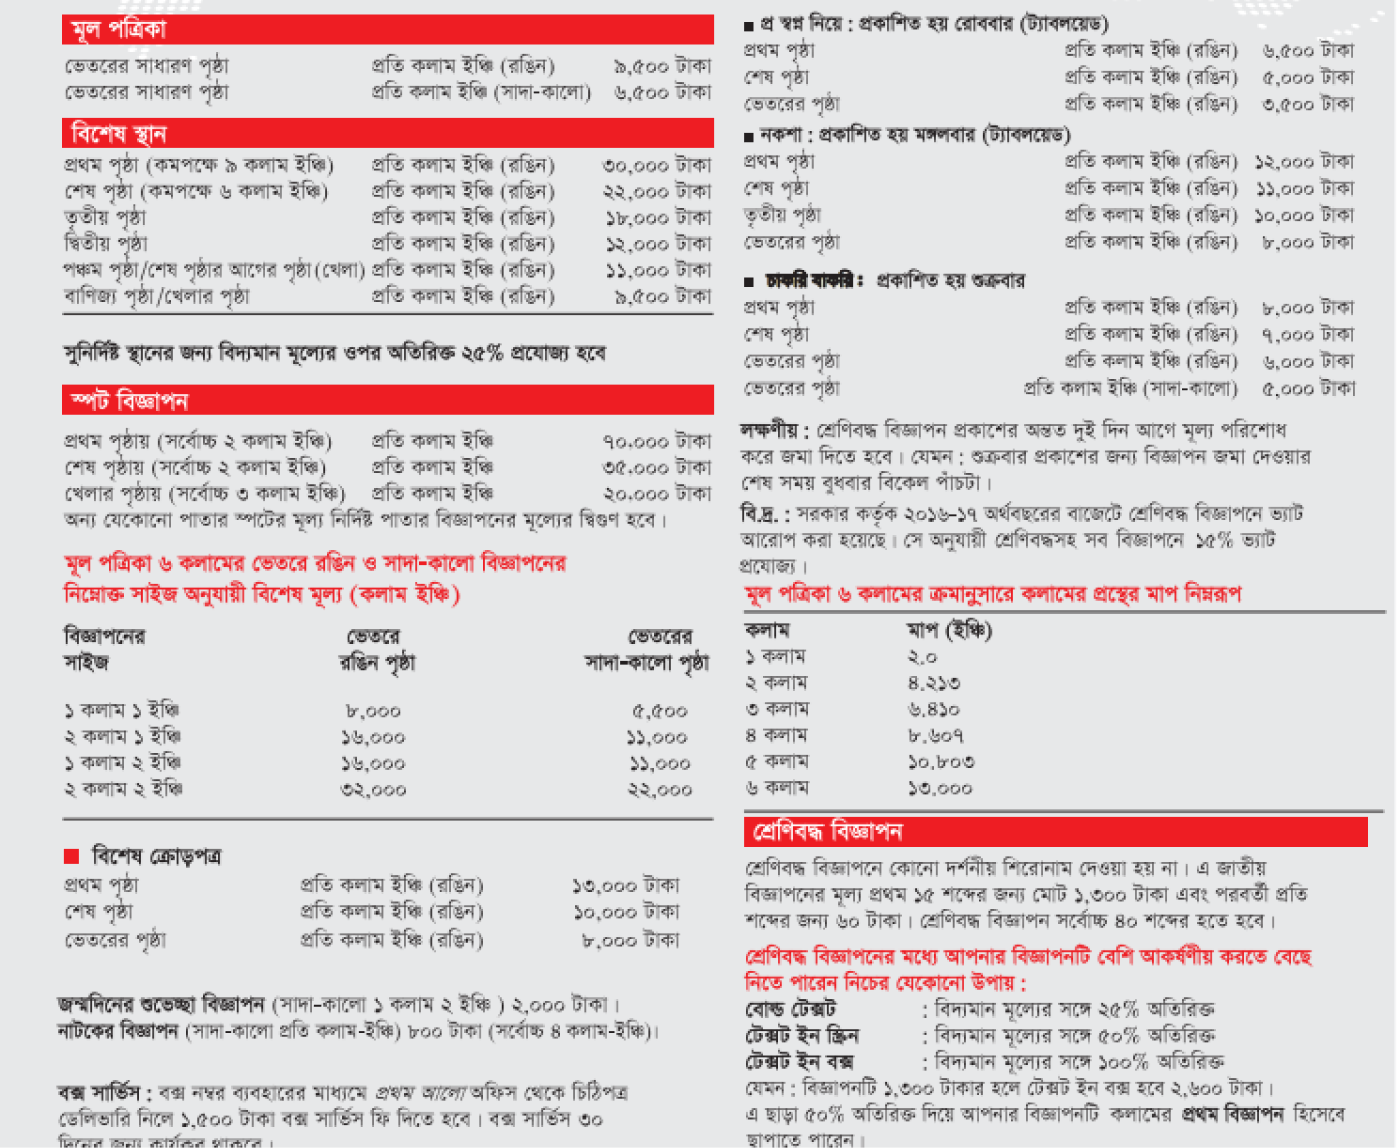 মূল পত্রিকা
ভেতরের সাধারণ পৃষ্ঠা প্রতি কলাম ইঞ্চি (রঙিন) ৯,৫০০ টাকা
ভেতরের সাধারণ পৃষ্ঠা প্রতি কলাম ইঞ্চি (সাদা-কালো) ৬,৫০০ টাকা
বিশেষ স্থান
প্রথম পৃষ্ঠা (কমপক্ষে ৯ কলাম ইঞ্চি) প্রতি কলাম ইঞ্চি (রঙিন) ৩০,০০০ টাকা
শেষ পৃষ্ঠা (কমপক্ষে ৬ কলাম ইঞ্চি) প্রতি কলাম ইঞ্চি (রঙিন) ২২,০০০ টাকা
তৃতীয় পৃষ্ঠা প্রতি কলাম ইঞ্চি (রঙিন) ১৮,০০০ টাকা
দ্বিতীয় পৃষ্ঠা প্রতি কলাম ইঞ্চি (রঙিন) ১২,০০০ টাকা
পঞ্চম পৃষ্ঠা/শেষ পৃষ্ঠার আগের পৃষ্ঠা (খেলা) প্রতি কলাম ইঞ্চি (রঙিন) ১১,০০০ টাকা
বাণিজ্য পৃষ্ঠা/খেলার পৃষ্ঠা প্রতি কলাম ইঞ্চি (রঙিন) ৯,৫০০ টাকা
সুনির্দিষ্ট স্থানের জন্য বিদ্যমান মূল্যের ওপর অতিরিক্ত ২৫% প্রযোজ্য হবে
স্পট বিজ্ঞাপন
প্রথম পৃষ্ঠায় (সর্বোচ্চ ২ কলাম ইঞ্চি) প্রতি কলাম ইঞ্চি ৭০,০০০ টাকা
শেষ পৃষ্ঠায় (সর্বোচ্চ ২ কলাম ইঞ্চি) প্রতি কলাম ইঞ্চি ৩৫,০০০ টাকা
খেলার পৃষ্ঠায় (সর্বোচ্চ ৩ কলাম ইঞ্চি) প্রতি কলাম ইঞ্চি ২০,০০০ টাকা
অন্য যেকোনো পাতার স্পটের মূল্য নির্দিষ্ট পাতার বিজ্ঞাপনের মূল্যের দ্বিগুণ হবে।
মূল পত্রিকা ৬ কলামের ভেতরে রঙিন ও সাদা-কালো বিজ্ঞাপনের
নিম্নোক্ত সাইজ অনুযায়ী বিশেষ মূল্য (কলাম ইঞ্চি)
বিজ্ঞাপনের ভেতরে ভেতরের
সাইজ রঙিন পৃষ্ঠা সাদা-কালো পৃষ্ঠা
১ কলাম ১ ইঞ্চি ৮,০০০ ৫,৫০০
২ কলাম ১ ইঞ্চি ১৬,০০০ ১১,০০০
১ কলাম ২ ইঞ্চি ১৬,০০০ ১১,০০০
২ কলাম ২ ইঞ্চি ৩২,০০০ ২২,০০০
■ বিশেষ ক্রোড়পত্র
প্রথম পৃষ্ঠা প্রতি কলাম ইঞ্চি (রঙিন) ১৩,০০০ টাকা
শেষ পৃষ্ঠা প্রতি কলাম ইঞ্চি (রঙিন) ১০,০০০ টাকা
ভেতরের পৃষ্ঠা প্রতি কলাম ইঞ্চি (রঙিন) ৮,০০০ টাকা
জন্মদিনের শুভেচ্ছা বিজ্ঞাপন (সাদা-কালো ১ কলাম ২ ইঞ্চি ) ২,০০০ টাকা।
নাটকের বিজ্ঞাপন (সাদা-কালো প্রতি কলাম-ইঞ্চি) ৮০০ টাকা (সর্বোচ্চ ৪ কলাম-ইঞ্চি)।
বক্স সার্ভিস : বক্স নম্বর ব্যবহারের মাধ্যমে প্রথম আলো অফিস থেকে চিঠিপত্র
ডেলিভারি নিলে ১,৫০০ টাকা বক্স সার্ভিস ফি দিতে হবে। বক্স সার্ভিস ৩০
দিনের জন্য কার্যকর থাকবে।
■ প্র স্বপ্ন নিয়ে : প্রকাশিত হয় রোববার (ট্যাবলয়েড)
প্রথম পৃষ্ঠা প্রতি কলাম ইঞ্চি (রঙিন) ৬,৫০০ টাকা
শেষ পৃষ্ঠা প্রতি কলাম ইঞ্চি (রঙিন) ৫,০০০ টাকা
ভেতরের পৃষ্ঠা প্রতি কলাম ইঞ্চি (রঙিন) ৩,৫০০ টাকা
■ নকশা : প্রকাশিত হয় মঙ্গলবার (ট্যাবলয়েড)
প্রথম পৃষ্ঠা প্রতি কলাম ইঞ্চি (রঙিন) ১২,০০০ টাকা
শেষ পৃষ্ঠা প্রতি কলাম ইঞ্চি (রঙিন) ১১,০০০ টাকা
তৃতীয় পৃষ্ঠা প্রতি কলাম ইঞ্চি (রঙিন) ১০,০০০ টাকা
ভেতরের পৃষ্ঠা প্রতি কলাম ইঞ্চি (রঙিন) ৮,০০০ টাকা
■ চাকরি বাকরি : প্রকাশিত হয় শুক্রবার
প্রথম পৃষ্ঠা প্রতি কলাম ইঞ্চি (রঙিন) ৮,০০০ টাকা
শেষ পৃষ্ঠা প্রতি কলাম ইঞ্চি (রঙিন) ৭,০০০ টাকা
ভেতরের পৃষ্ঠা প্রতি কলাম ইঞ্চি (রঙিন) ৬,০০০ টাকা
ভেতরের পৃষ্ঠা প্রতি কলাম ইঞ্চি (সাদা-কালো) ৫,০০০ টাকা
লক্ষণীয় : শ্রেণিবদ্ধ বিজ্ঞাপন প্রকাশের অন্তত দুই দিন আগে মূল্য পরিশোধ
করে জমা দিতে হবে। যেমন : শুক্রবার প্রকাশের জন্য বিজ্ঞাপন জমা দেওয়ার
শেষ সময় বুধবার বিকেল পাঁচটা।
বি.দ্র. : সরকার কর্তৃক ২০১৬-১৭ অর্থবছরের বাজেটে শ্রেণিবদ্ধ বিজ্ঞাপনে ভ্যাট
আরোপ করা হয়েছে। সে অনুযায়ী শ্রেণিবদ্ধসহ সব বিজ্ঞাপনে ১৫% ভ্যাট
প্রযোজ্য।
মূল পত্রিকা ৬ কলামের ক্রমানুসারে কলামের প্রস্থের মাপ নিম্নরূপ
কলাম মাপ (ইঞ্চি)
১ কলাম ২.০
২ কলাম ৪.২১৩
৩ কলাম ৬.৪১০
৪ কলাম ৮.৬০৭
৫ কলাম ১০.৮০৩
৬ কলাম ১৩.০০০
শ্রেণিবদ্ধ বিজ্ঞাপন
শ্রেণিবদ্ধ বিজ্ঞাপনে কোনো দর্শনীয় শিরোনাম দেওয়া হয় না। এ জাতীয়
বিজ্ঞাপনের মূল্য প্রথম ১৫ শব্দের জন্য মোট ১,৩০০ টাকা এবং পরবর্তী প্রতি
শব্দের জন্য ৬০ টাকা। শ্রেণিবদ্ধ বিজ্ঞাপন সর্বোচ্চ ৪০ শব্দের হতে হবে।
শ্রেণিবদ্ধ বিজ্ঞাপনের মধ্যে আপনার বিজ্ঞাপনটি বেশি আকর্ষণীয় করতে বেছে
নিতে পারেন নিচের যেকোনো উপায় :
বোল্ড টেক্সট : বিদ্যমান মূল্যের সঙ্গে ২৫% অতিরিক্ত
টেক্সট ইন স্ক্রিন : বিদ্যমান মূল্যের সঙ্গে ৫০% অতিরিক্ত
টেক্সট ইন বক্স : বিদ্যমান মূল্যের সঙ্গে ১০০% অতিরিক্ত
যেমন : বিজ্ঞাপনটি ১,৩০০ টাকার হলে টেক্সট ইন বক্স হবে ২,৬০০ টাকা।
এ ছাড়া ৫০% অতিরিক্ত দিয়ে আপনার বিজ্ঞাপনটি কলামের প্রথম বিজ্ঞাপন হিসেবে
ছাপাতে পারেন।